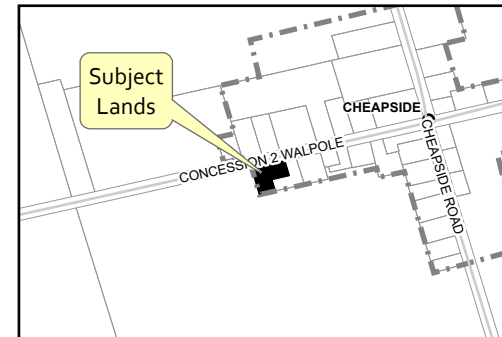 Subject
Lands
CHEAPSIDE
CONCESSION 2 WALPOLE
CHEAPSIDE ROAD